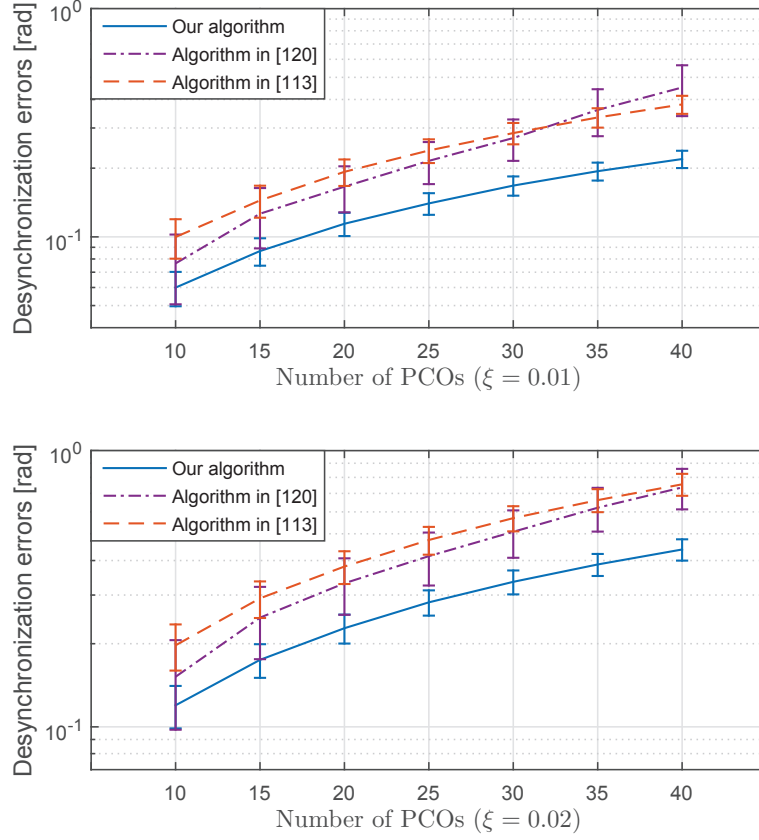 Desynchronization errors [rad]
10^0
10^-1
Our algorithm
Algorithm in [120]
Algorithm in [113]
10 15 20 25 30 35 40
Number of PCOs (ξ = 0.01)
Desynchronization errors [rad]
10^0
10^-1
Our algorithm
Algorithm in [120]
Algorithm in [113]
10 15 20 25 30 35 40
Number of PCOs (ξ = 0.02)